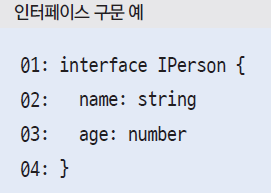 인터페이스 구문 예
01: interface IPerson {
02:   name: string
03:   age: number
04: }